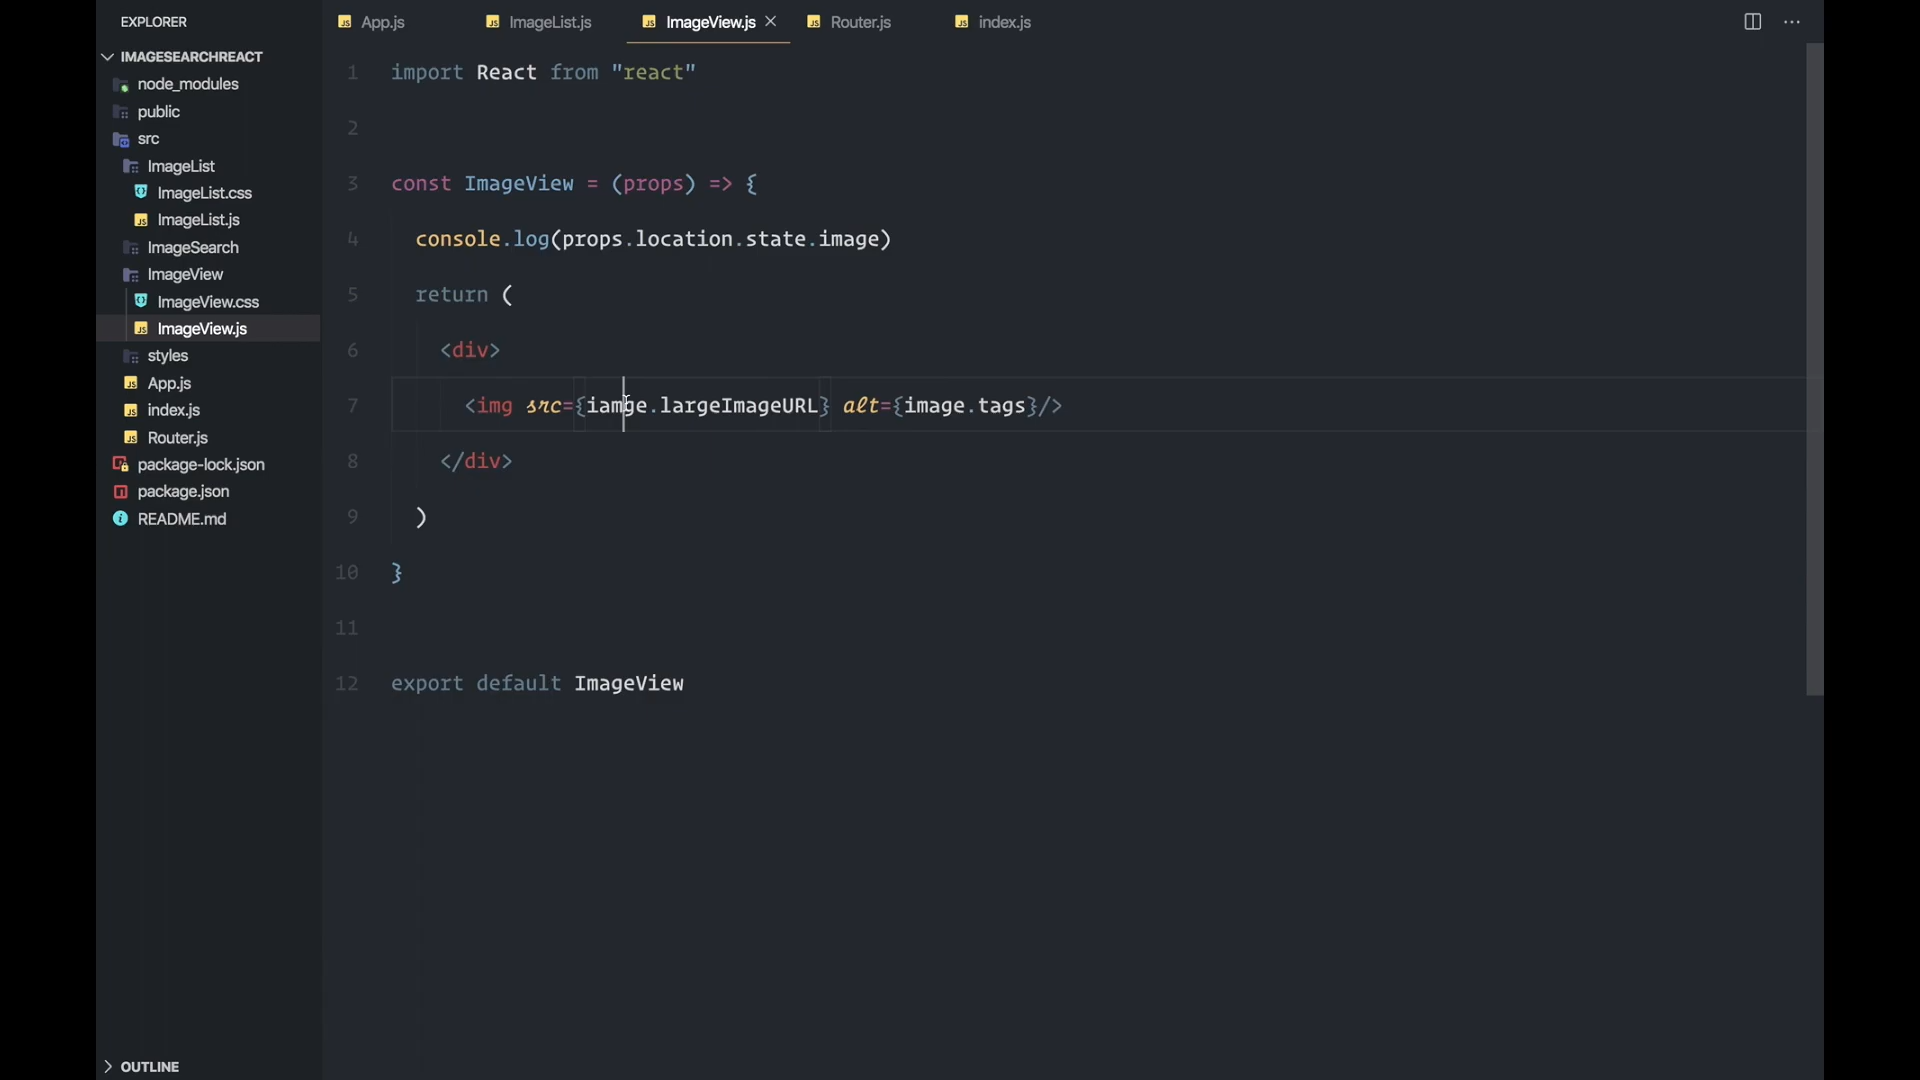 EXPLORER
IMAGESEARCHREACT
node_modules
public
src
ImageList
ImageList.css
ImageList.js
ImageSearch
ImageView
ImageView.css
ImageView.js
styles
App.js
index.js
Router.js
package-lock.json
package.json
README.md
OUTLINE
App.js ImageList.js ImageView.js Router.js index.js
1 import React from "react"
2
3 const ImageView = (props) => {
4 console.log(props.location.state.image)
5 return (
6 <div>
7 <img src={iamge.largeImageURL} alt={image.tags}/>
8 </div>
9 )
10 }
11
12 export default ImageView